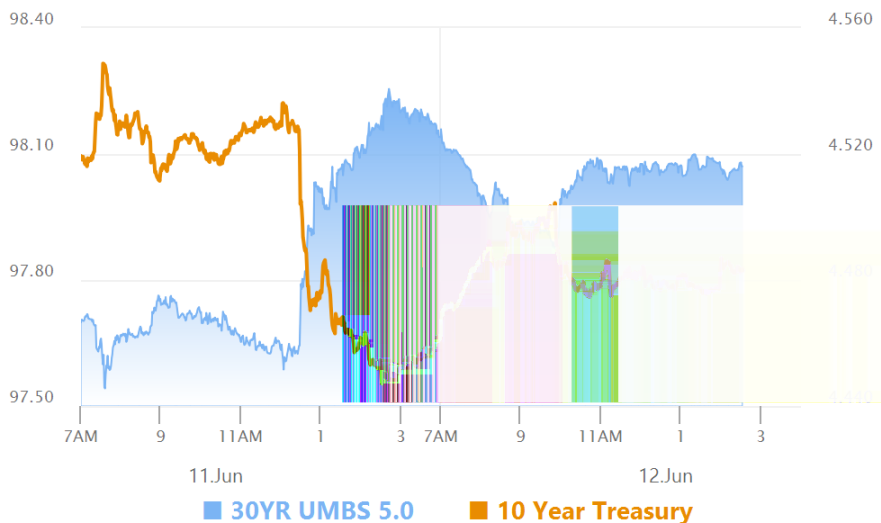 98.40 4.560
98.10 4.520
97.80
97.50
7AM 9 11AM 1 3 7AM 9 11AM 1 3
11.Jun 12.Jun
30YR UMBS 5.0 10 Year Treasury